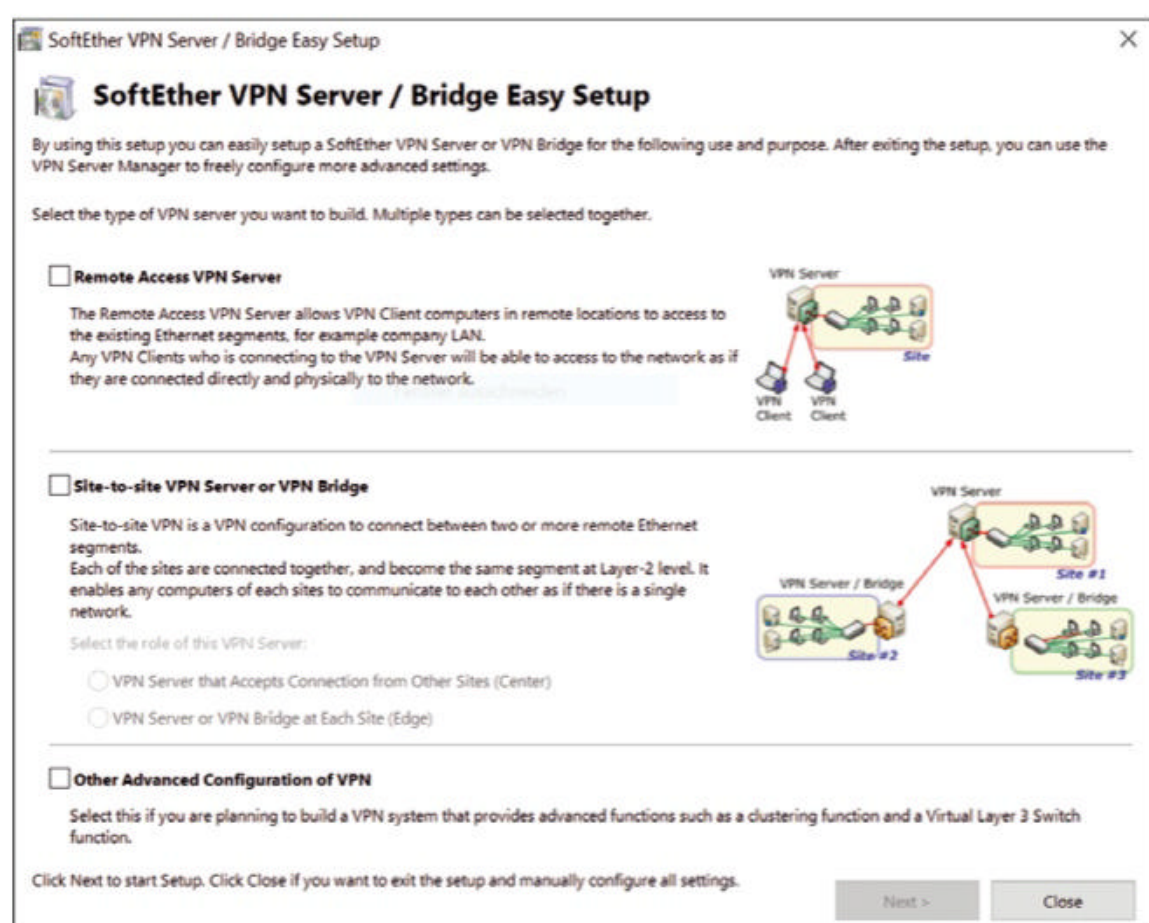 SoftEther VPN Server / Bridge Easy Setup
SoftEther VPN Server / Bridge Easy Setup
By using this setup you can easily setup a SoftEther VPN Server or VPN Bridge for the following use and purpose. After exiting the setup, you can use the
VPN Server Manager to freely configure more advanced settings.
Select the type of VPN server you want to build. Multiple types can be selected together.
Remote Access VPN Server
The Remote Access VPN Server allows VPN Client computers in remote locations to access to
the existing Ethernet segments, for example company LAN.
Any VPN Clients who is connecting to the VPN Server will be able to access to the network as if
they are connected directly and physically to the network.
VPN Server
Site
VPN
Client
VPN
Client
Site-to-site VPN Server or VPN Bridge
Site-to-site VPN is a VPN configuration to connect between two or more remote Ethernet
segments.
Each of the sites are connected together, and become the same segment at Layer-2 level. It
enables any computers of each sites to communicate to each other as if there is a single
network.
Select the role of this VPN Server:
VPN Server that Accepts Connection from Other Sites (Center)
VPN Server or VPN Bridge at Each Site (Edge)
VPN Server
Site #1
VPN Server / Bridge
Site #2
VPN Server / Bridge
Site #3
Other Advanced Configuration of VPN
Select this if you are planning to build a VPN system that provides advanced functions such as a clustering function and a Virtual Layer 3 Switch
function.
Click Next to start Setup. Click Close if you want to exit the setup and manually configure all settings.
Next >
Close